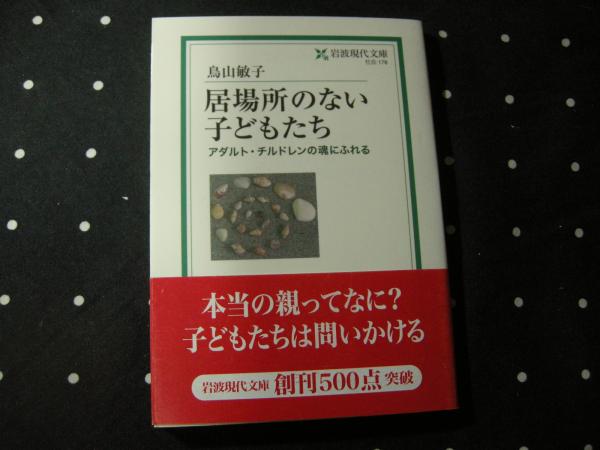 岩波現代文庫
社会 178
鳥山敏子
居場所のない
子どもたち
アダルト・チルドレンの魂にふれる
本当の親ってなに?
子どもたちは問いかける
岩波現代文庫 創刊500点 突破